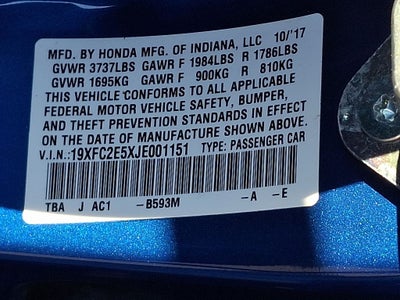 MFD. BY HONDA MFG. OF INDIANA, LLC 10/'17
GVWR 3737LBS GAWR F 1984LBS R 1786LBS
GVWR 1695KG GAWR F 900KG R 810KG
THIS VEHICLE CONFORMS TO ALL APPLICABLE
FEDERAL MOTOR VEHICLE SAFETY, BUMPER,
AND THEFT PREVENTION STANDARDS IN EFFECT
ON THE DATE OF MANUFACTURE SHOWN ABOVE.
V.I.N.:19XFC2E5XJE001151 TYPE: PASSENGER CAR
TBA J AC1 –B593M –A –E